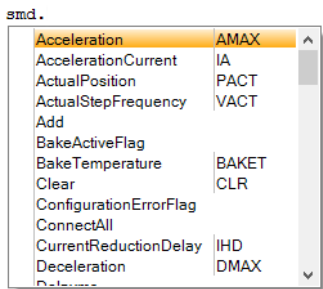 smd.
Acceleration AMAX
AccelerationCurrent IA
ActualPosition PACT
ActualStepFrequency VACT
Add
BakeActiveFlag
BakeTemperature BAKET
Clear CLR
ConfigurationErrorFlag
ConnectAll
CurrentReductionDelay IHD
Deceleration DMAX